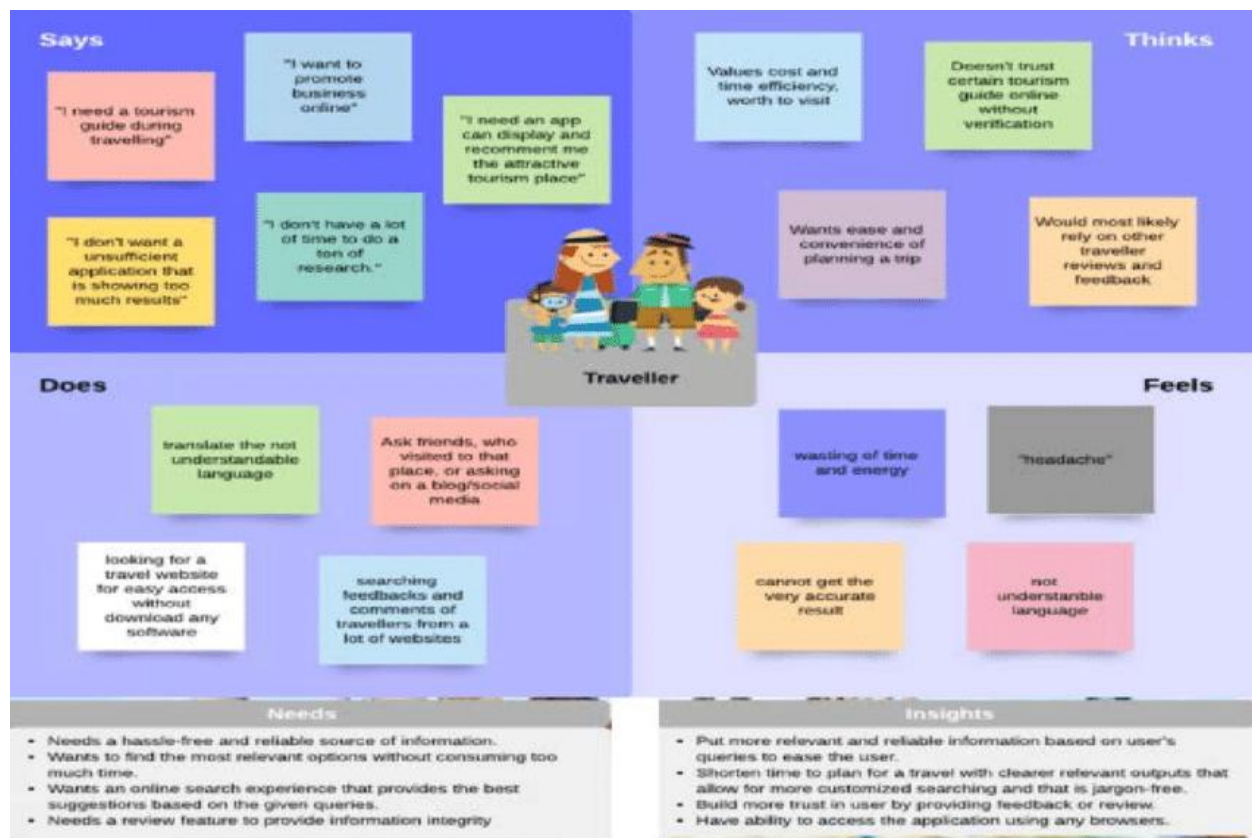 Says
"I need a tourism
guide during
travelling"
"I want to
promote
business
online"
"I need an app
can display and
recomment me
the attractive
tourism place"
"I don't want a
unsufficient
application that
is showing too
much results"
"I don't have a lot
of time to do a
ton of
research."
Thinks
Values cost and
time efficiency,
worth to visit
Doesn't trust
certain tourism
guide online
without
verification
Wants ease and
convenience of
planning a trip
Would most likely
rely on other
traveller
reviews and
feedback
Traveller
Does
translate the not
understandable
language
Ask friends, who
visited to that
place, or asking
on a blog/social
media
looking for a
travel website
for easy access
without
download any
software
searching
feedbacks and
comments of
travellers from a
lot of websites
Feels
wasting of time
and energy
"headache"
cannot get the
very accurate
result
not
understanble
language
Needs
• Needs a hassle-free and reliable source of information.
• Wants to find the most relevant options without consuming too
much time.
• Wants an online search experience that provides the best
suggestions based on the given queries.
• Needs a review feature to provide information integrity
Insights
• Put more relevant and reliable information based on user's
queries to ease the user.
• Shorten time to plan for a travel with clearer relevant outputs that
allow for more customized searching and that is jargon-free.
• Build more trust in user by providing feedback or review.
• Have ability to access the application using any browsers.